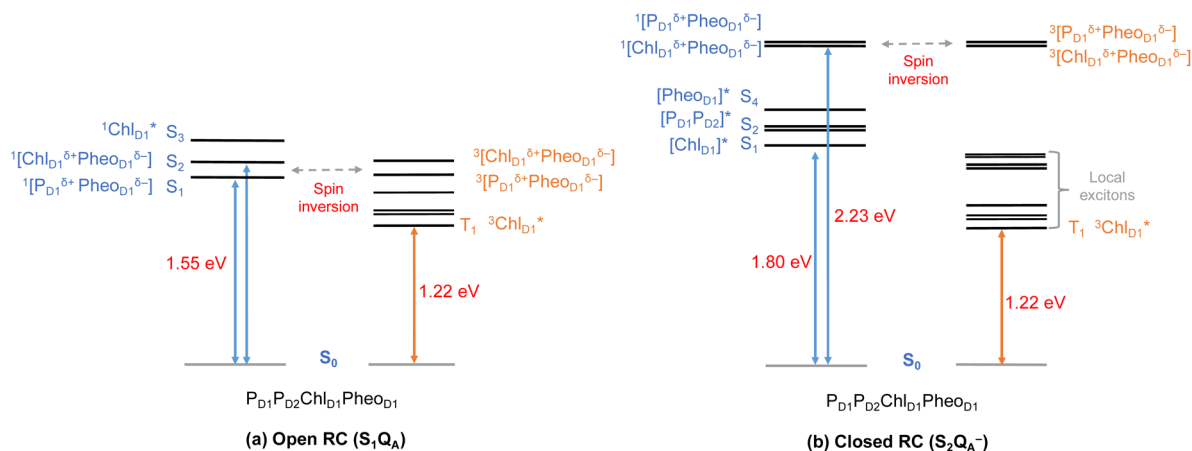 ¹Chl_D1* S₃
¹[Chl_D1^δ+Pheo_D1^δ−] S₂
¹[P_D1^δ+ Pheo_D1^δ−] S₁
Spin
inversion
³[Chl_D1^δ+Pheo_D1^δ−]
³[P_D1^δ+Pheo_D1^δ−]
T₁ ³Chl_D1*
1.55 eV
1.22 eV
S₀
P_D1P_D2Chl_D1Pheo_D1
(a) Open RC (S₁Q_A)
¹[P_D1^δ+Pheo_D1^δ−]
¹[Chl_D1^δ+Pheo_D1^δ−]
Spin
inversion
³[P_D1^δ+Pheo_D1^δ−]
³[Chl_D1^δ+Pheo_D1^δ−]
[Pheo_D1]* S₄
[P_D1P_D2]* S₂
[Chl_D1]* S₁
Local
excitons
T₁ ³Chl_D1*
2.23 eV
1.80 eV
1.22 eV
S₀
P_D1P_D2Chl_D1Pheo_D1
(b) Closed RC (S₂Q_A⁻)